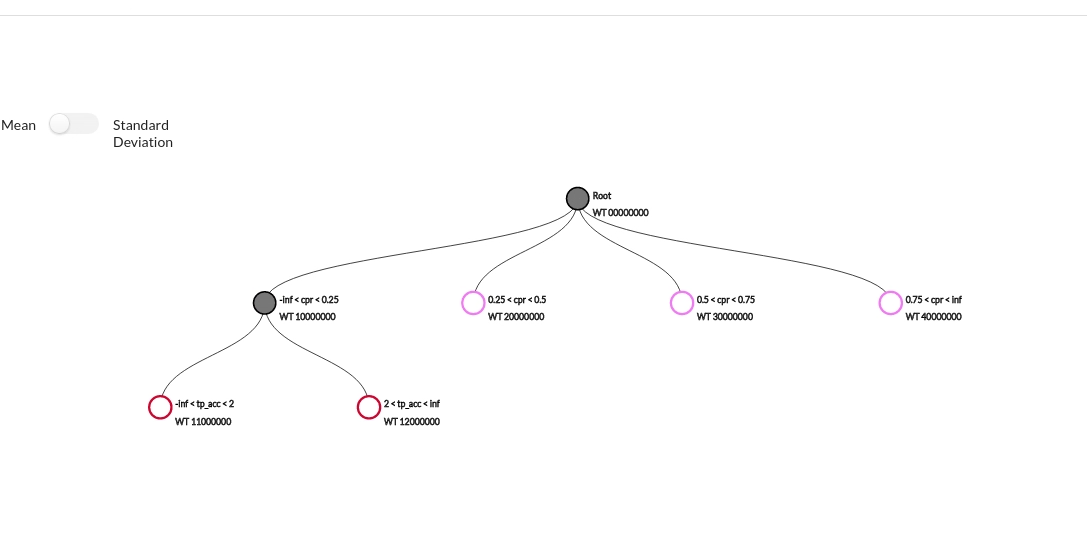 Mean
Standard
Deviation
Root
WT 00000000
-inf < cpr < 0.25
WT 10000000
0.25 < cpr < 0.5
WT 20000000
0.5 < cpr < 0.75
WT 30000000
0.75 < cpr < inf
WT 40000000
-inf < tp_acc < 2
WT 11000000
2 < tp_acc < inf
WT 12000000